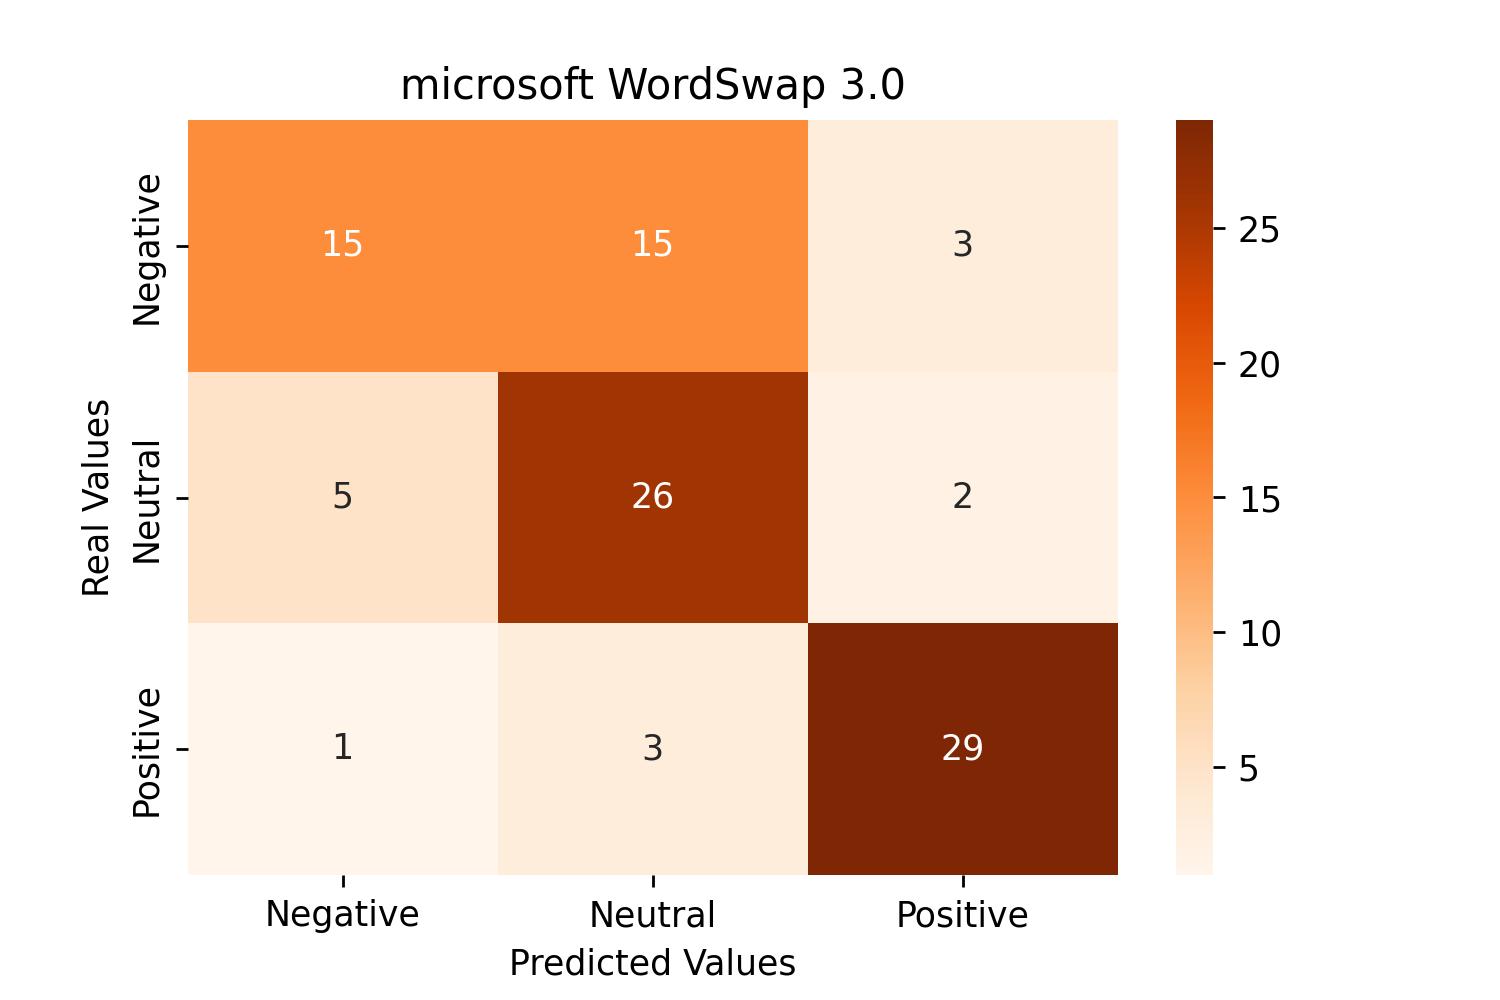 microsoft WordSwap 3.0
Real Values
Negative
15 15 3
Neutral
5 26 2
Positive
1 3 29
Negative Neutral Positive
Predicted Values
25
20
15
10
5